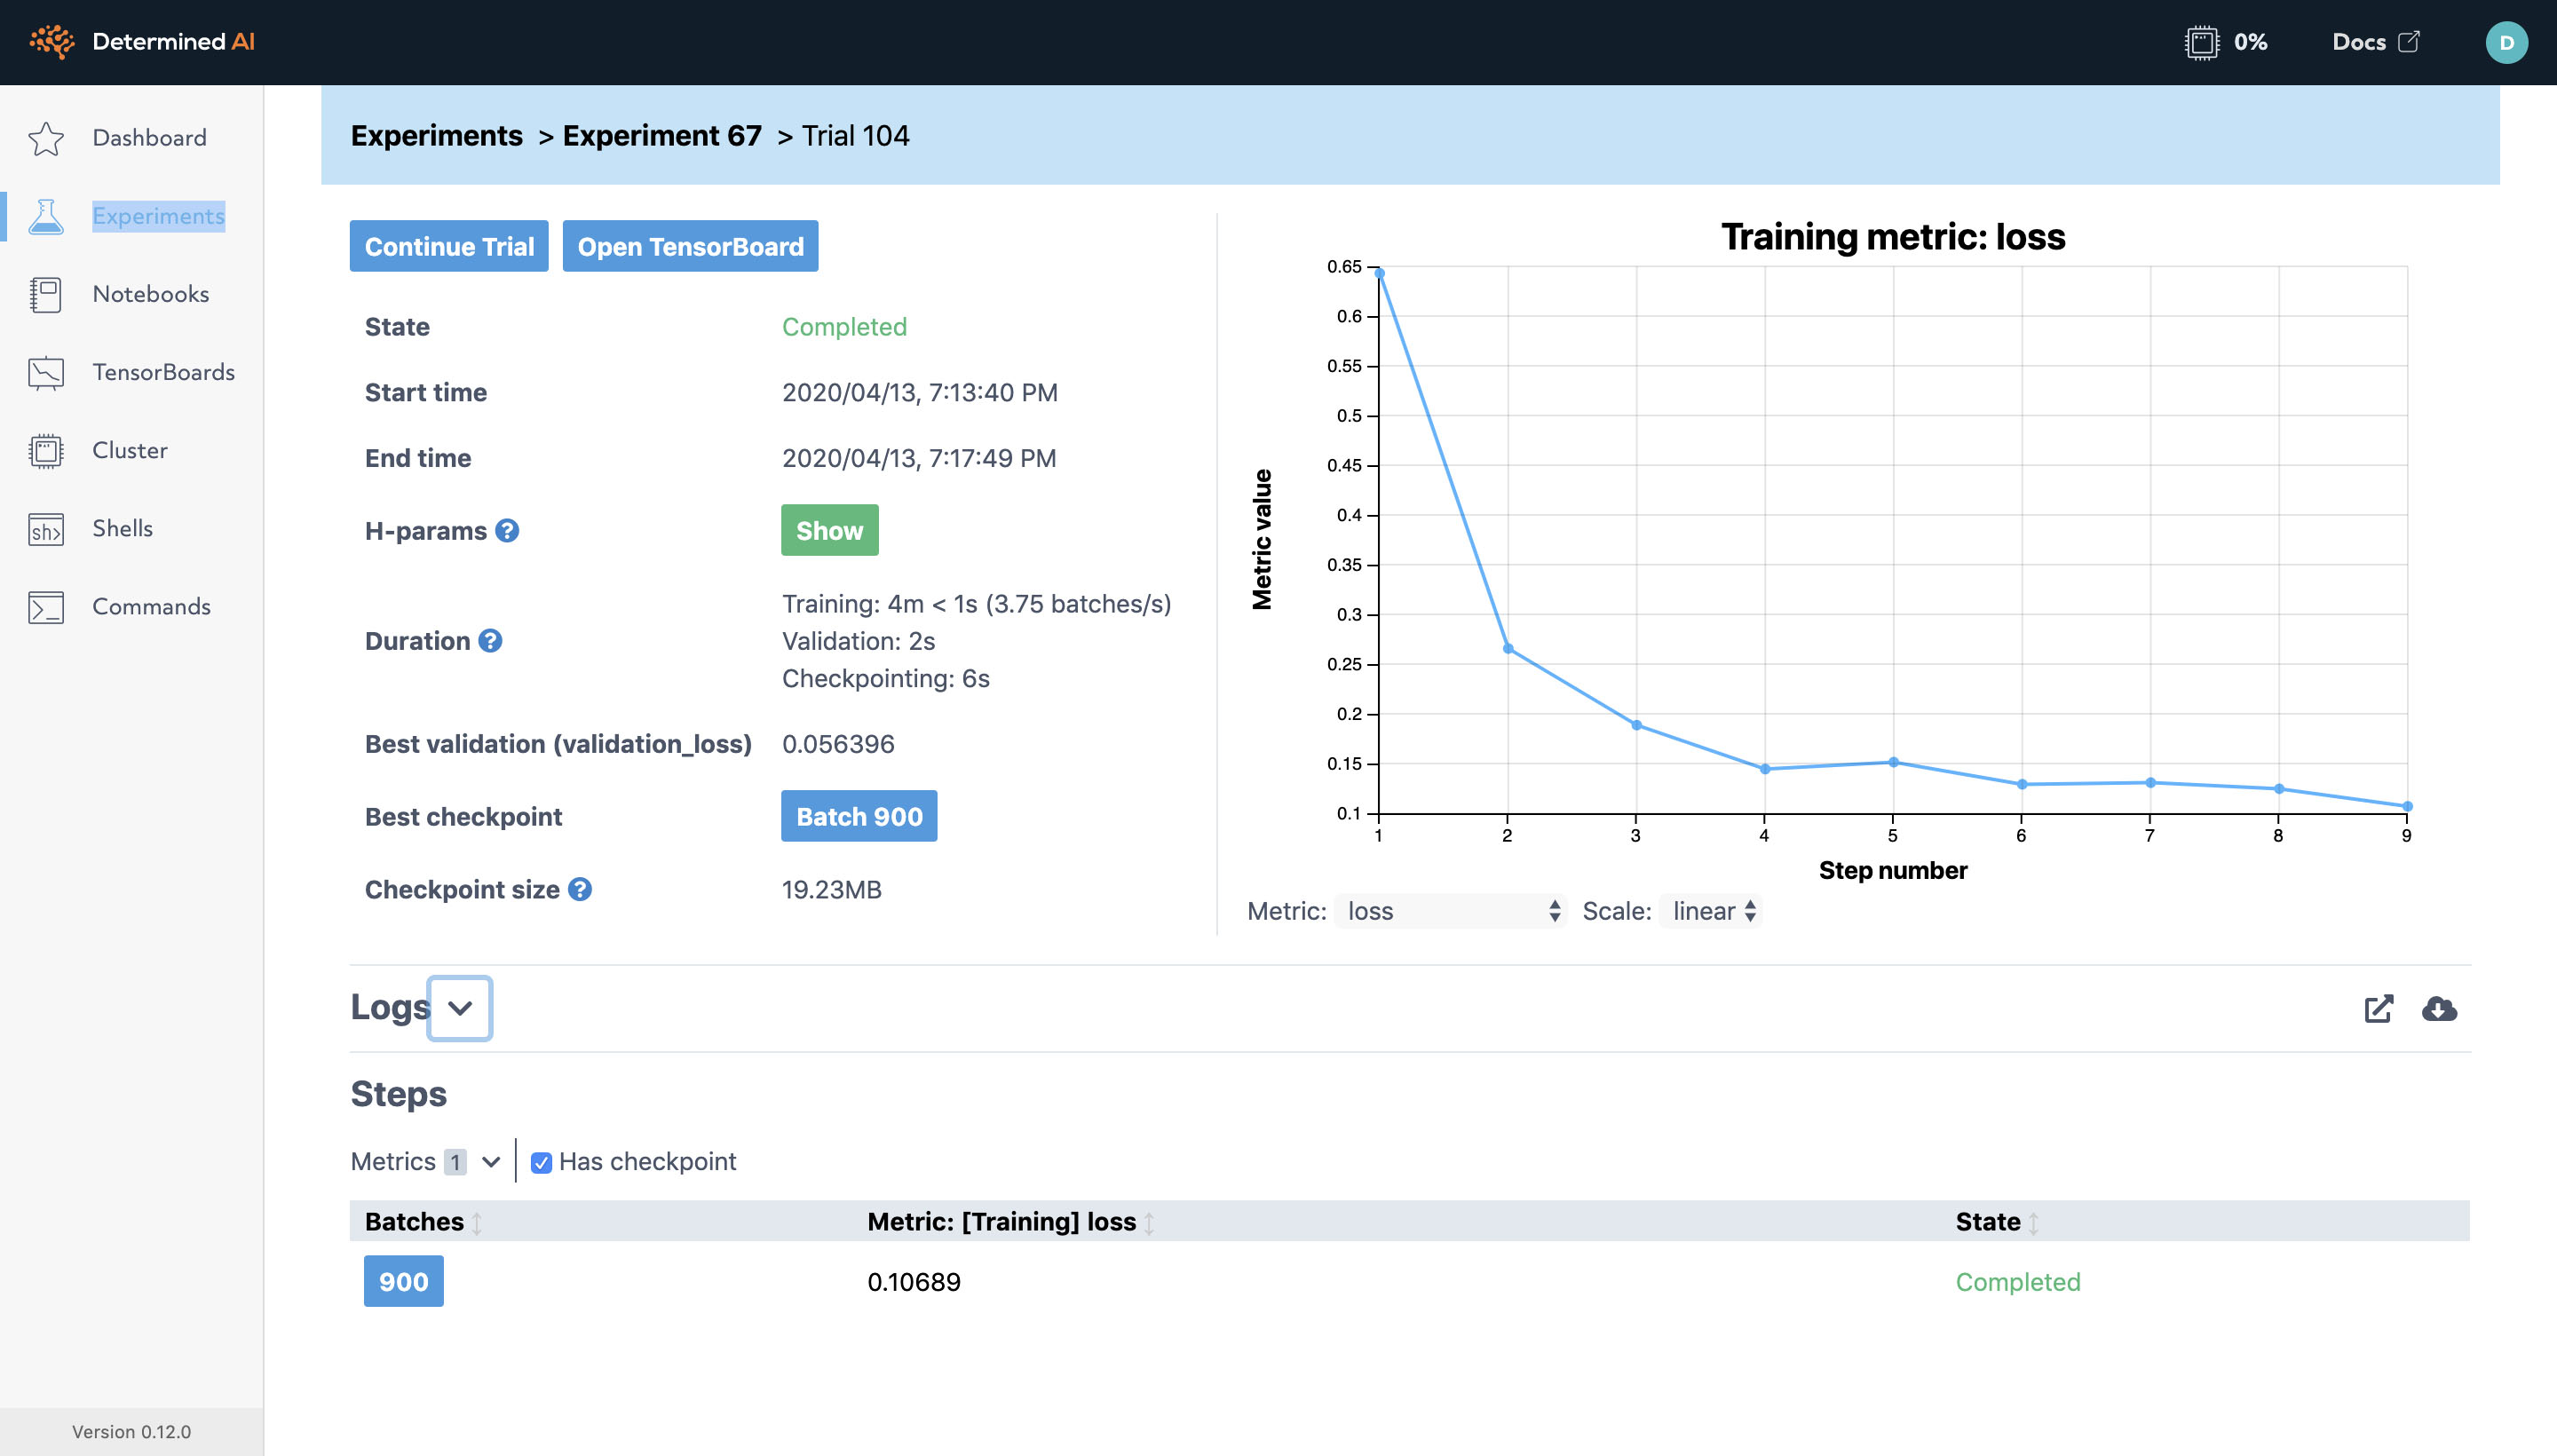 Determined AI
0%
Docs
D
Dashboard
Experiments
Notebooks
TensorBoards
Cluster
sh>
Shells
Commands
Version 0.12.0
Experiments > Experiment 67 > Trial 104
Continue Trial
Open TensorBoard
State Completed
Start time 2020/04/13, 7:13:40 PM
End time 2020/04/13, 7:17:49 PM
H-params ? Show
Duration ?
Training: 4m < 1s (3.75 batches/s)
Validation: 2s
Checkpointing: 6s
Best validation (validation_loss) 0.056396
Best checkpoint Batch 900
Checkpoint size ? 19.23MB
Training metric: loss
Metric value
0.65
0.6
0.55
0.5
0.45
0.4
0.35
0.3
0.25
0.2
0.15
0.1
1 2 3 4 5 6 7 8 9
Step number
Metric: loss Scale: linear
Logs
Steps
Metrics 1 Has checkpoint
Batches Metric: [Training] loss State
900 0.10689 Completed